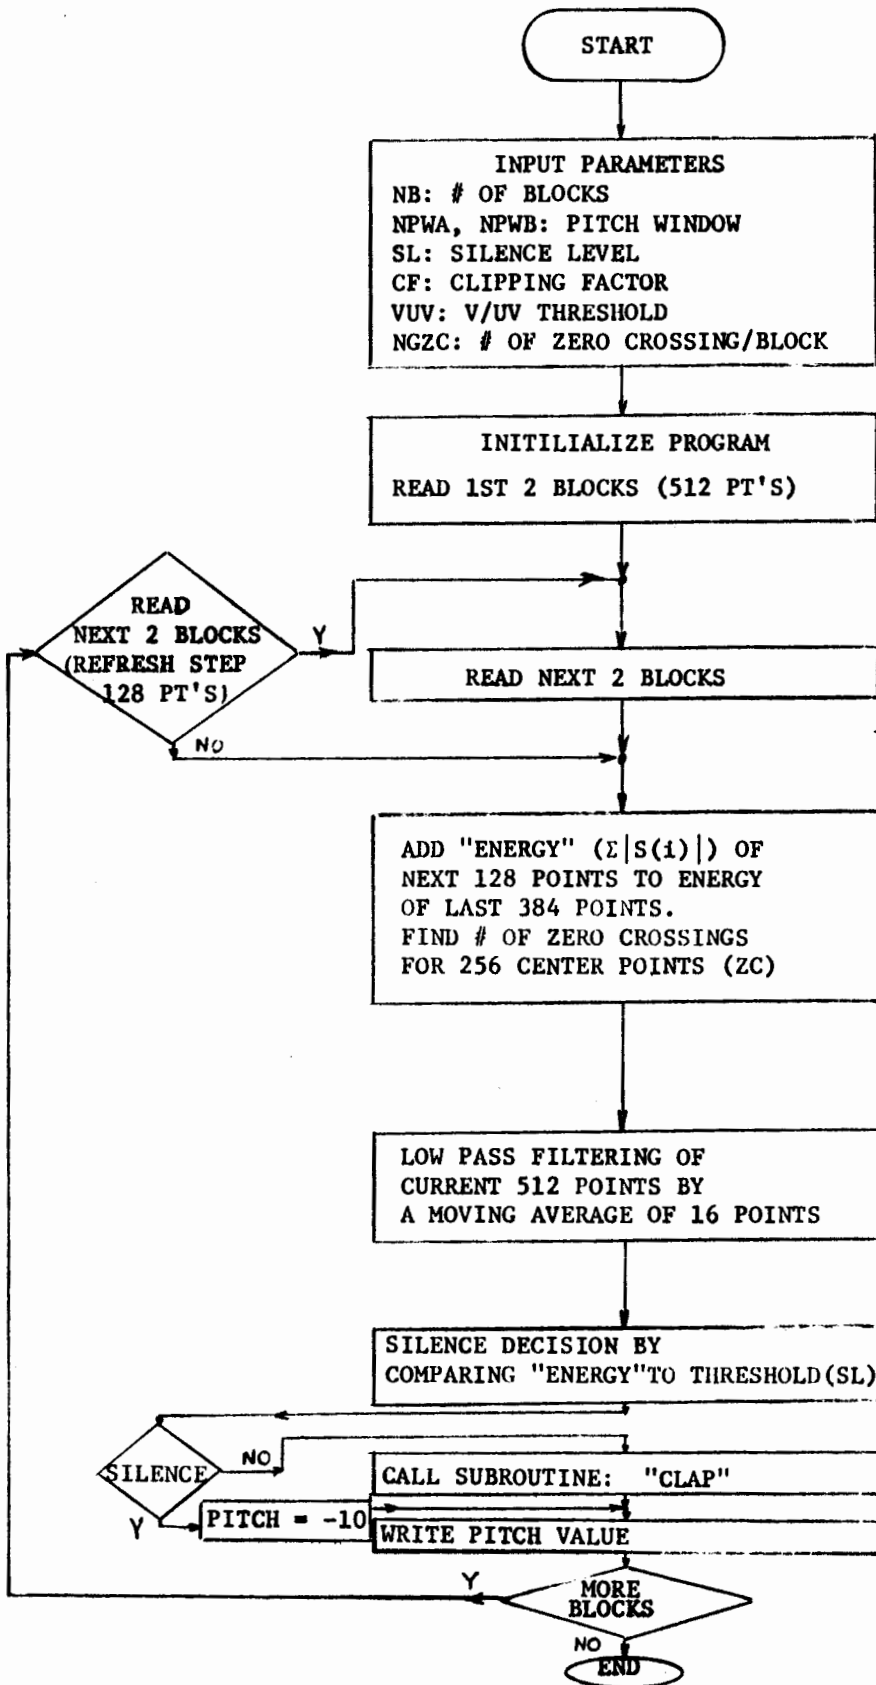 START
INPUT PARAMETERS
NB: # OF BLOCKS
NPWA, NPWB: PITCH WINDOW
SL: SILENCE LEVEL
CF: CLIPPING FACTOR
VUV: V/UV THRESHOLD
NGZC: # OF ZERO CROSSING/BLOCK
INITILIALIZE PROGRAM
READ 1ST 2 BLOCKS (512 PT'S)
READ
NEXT 2 BLOCKS
(REFRESH STEP
128 PT'S)
Y
NO
READ NEXT 2 BLOCKS
ADD "ENERGY" (Σ|S(i)|) OF
NEXT 128 POINTS TO ENERGY
OF LAST 384 POINTS.
FIND # OF ZERO CROSSINGS
FOR 256 CENTER POINTS (ZC)
LOW PASS FILTERING OF
CURRENT 512 POINTS BY
A MOVING AVERAGE OF 16 POINTS
SILENCE DECISION BY
COMPARING "ENERGY"TO THRESHOLD(SL)
SILENCE
NO
Y
CALL SUBROUTINE: "CLAP"
PITCH = -10
WRITE PITCH VALUE
Y
MORE
BLOCKS
NO
END